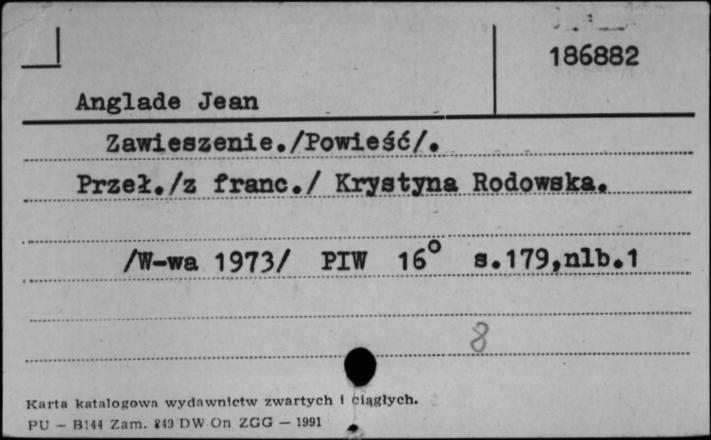 186882
Anglade Jean
Zawieszenie./Powieść/.
Przeł./z franc./ Krystyna Rodowska.
/W-wa 1973/ PIW 16° s.179,nlb.1
8
Karta katalogowa wydawnictw zwartych i ciągłych.
PU — B144 Zam. 849 DW On ZGG — 1991